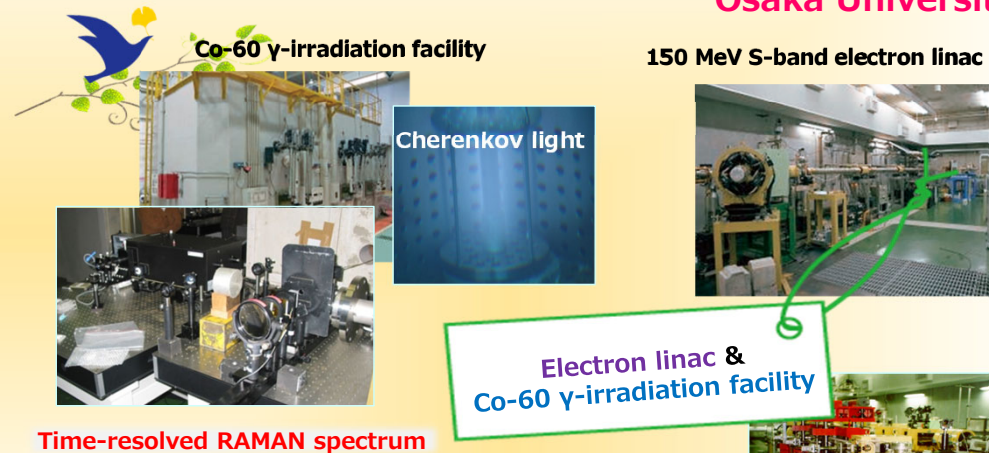 Osaka
Co-60 γ-irradiation facility
150 MeV S-band electron linac
Cherenkov light
Electron linac &
Co-60 γ-irradiation facility
Time-resolved RAMAN spectrum